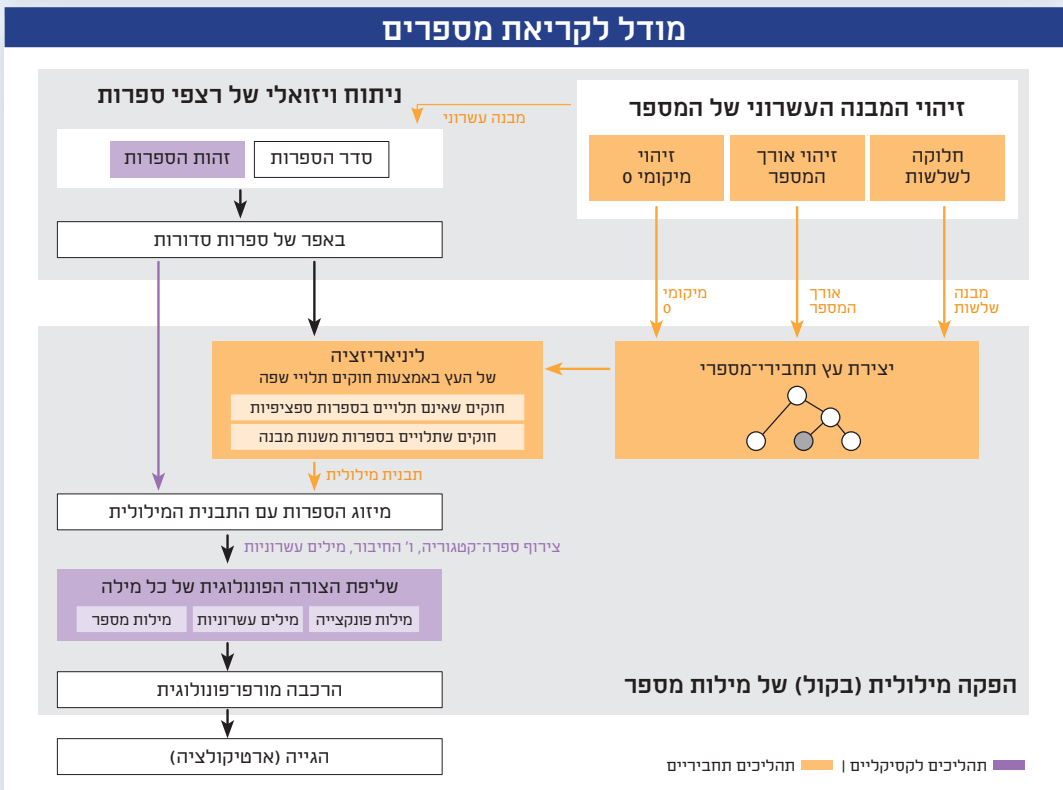 מודל לקריאת מספרים
זיהוי המבנה העשרוני של המספר
חלוקה
לשלשות
זיהוי אורך
המספר
זיהוי
מיקומי 0
מבנה עשרוני
ניתוח ויזואלי של רצפי ספרות
סדר הספרות
זהות הספרות
באפר של ספרות סדורות
מבנה
שלשות
אורך
המספר
מיקומי
0
יצירת עץ תחבירי־מספרי
ליניאריזציה
של העץ באמצעות חוקים תלויי שפה
חוקים שאינם תלויים בספרות ספציפיות
חוקים שתלויים בספרות משנות מבנה
תבנית מילולית
מיזוג הספרות עם התבנית המילולית
צירוף ספרה־קטגוריה, ו' החיבור, מילים עשרוניות
שליפת הצורה הפונולוגית של כל מילה
מילות פונקצייה
מילים עשרוניות
מילות מספר
הרכבה מורפו־פונולוגית
הפקה מילולית (בקול) של מילות מספר
הגייה (ארטיקולציה)
תהליכים לקסיקליים | תהליכים תחביריים